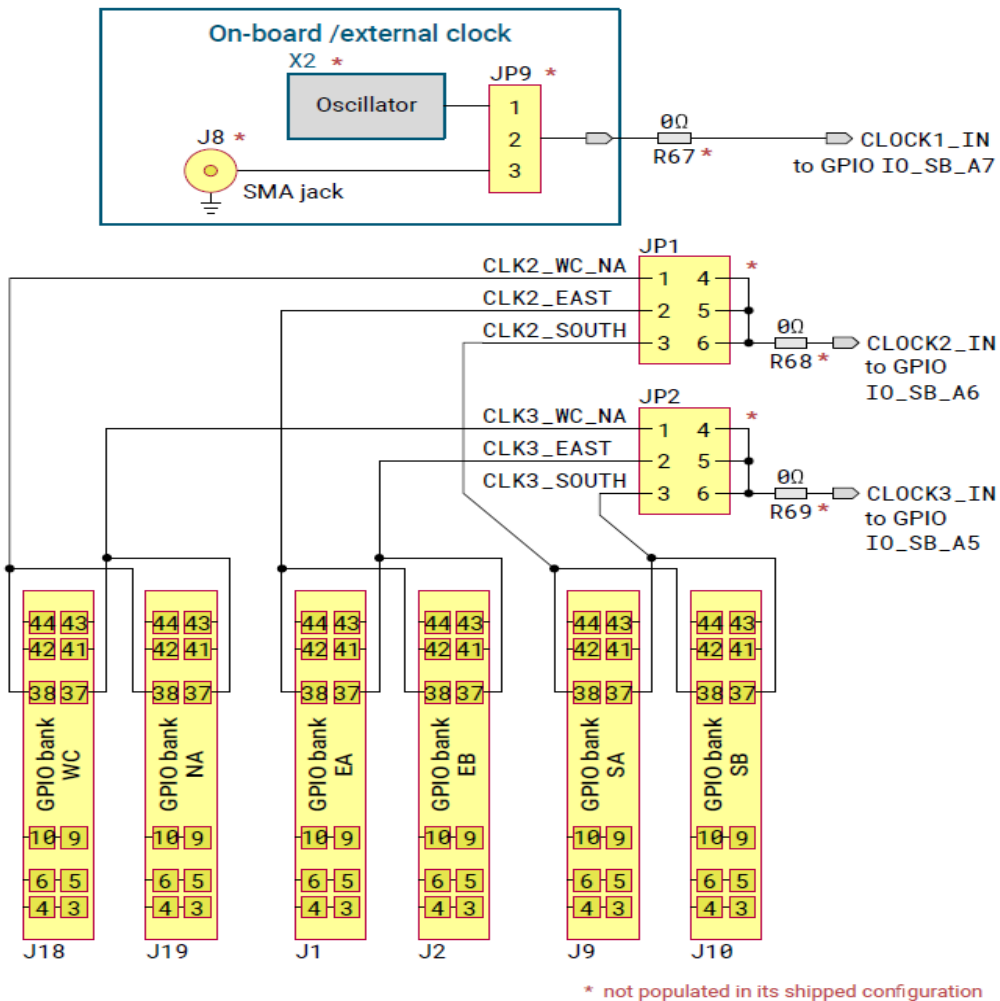 On-board /external clock
X2 *
Oscillator
JP9 *
1
2
3
J8 *
SMA jack
0Ω
R67 *
CLOCK1_IN
to GPIO IO_SB_A7
JP1
*
CLK2_WC_NA
CLK2_EAST
CLK2_SOUTH
1 4
2 5
3 6
0Ω
R68 *
CLOCK2_IN
to GPIO
IO_SB_A6
JP2
*
CLK3_WC_NA
CLK3_EAST
CLK3_SOUTH
1 4
2 5
3 6
0Ω
R69 *
CLOCK3_IN
to GPIO
IO_SB_A5
44 43
42 41
38 37
GPIO bank
WC
10 9
6 5
4 3
J18
44 43
42 41
38 37
GPIO bank
NA
10 9
6 5
4 3
J19
44 43
42 41
38 37
GPIO bank
EA
10 9
6 5
4 3
J1
44 43
42 41
38 37
GPIO bank
EB
10 9
6 5
4 3
J2
44 43
42 41
38 37
GPIO bank
SA
10 9
6 5
4 3
J9
44 43
42 41
38 37
GPIO bank
SB
10 9
6 5
4 3
J10
* not populated in its shipped configuration